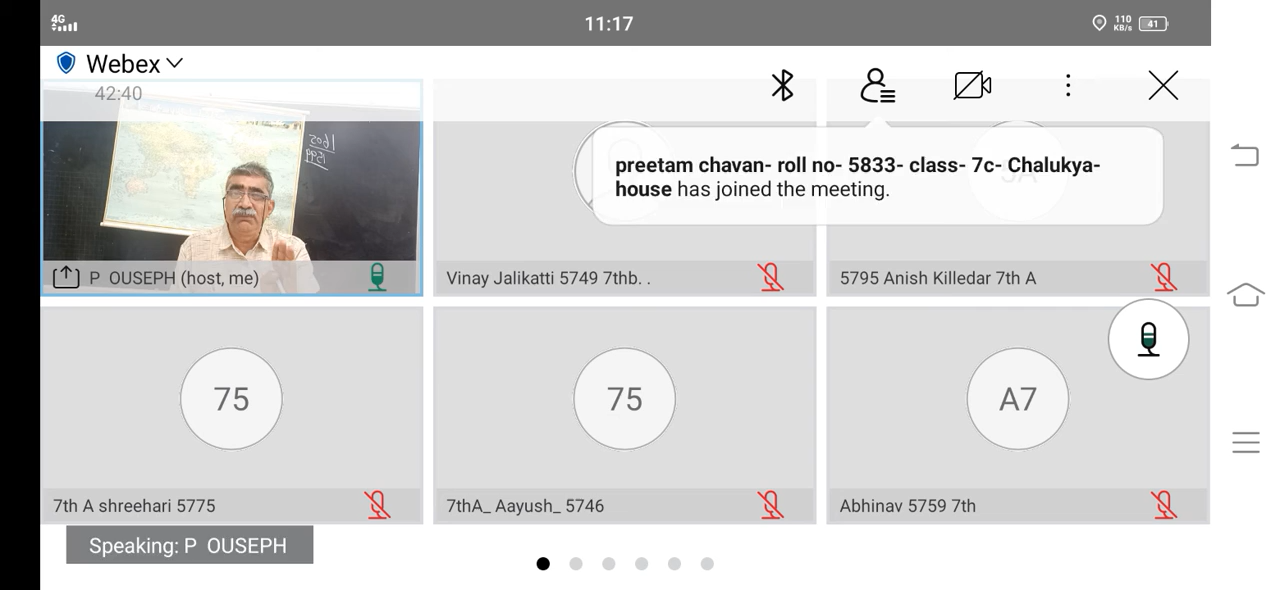 4G
11:17
110
KB/s
41
Webex
42:40
1605
1599
preetam chavan- roll no- 5833- class- 7c- Chalukya-
house has joined the meeting.
P OUSEPH (host, me)
Vinay Jalikatti 5749 7thb. .
5795 Anish Killedar 7th A
75
75
A7
7th A shreehari 5775
7thA_ Aayush_ 5746
Abhinav 5759 7th
Speaking: P OUSEPH